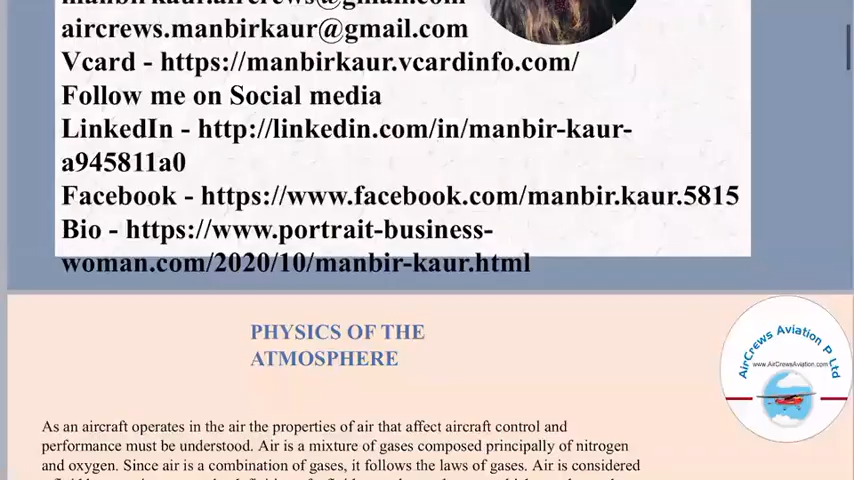 aircrews.manbirkaur@gmail.com
Vcard - https://manbirkaur.vcardinfo.com/
Follow me on Social media
LinkedIn - http://linkedin.com/in/manbir-kaur-
a945811a0
Facebook - https://www.facebook.com/manbir.kaur.5815
Bio - https://www.portrait-business-
woman.com/2020/10/manbir-kaur.html
PHYSICS OF THE
ATMOSPHERE
AirCrews Aviation P Ltd
www.AirCrewsAviation.com
As an aircraft operates in the air the properties of air that affect aircraft control and
performance must be understood. Air is a mixture of gases composed principally of nitrogen
and oxygen. Since air is a combination of gases, it follows the laws of gases. Air is considered